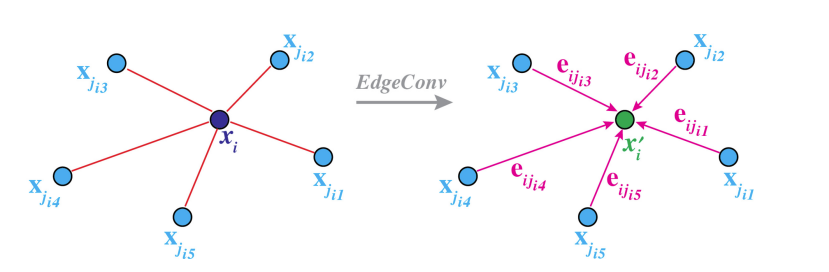 x_{j_{i3}}
x_{j_{i2}}
x_i
x_{j_{i4}}
x_{j_{i1}}
x_{j_{i5}}
EdgeConv
x_{j_{i3}}
e_{ij_{i3}}
e_{ij_{i2}}
x_{j_{i2}}
e_{ij_{i1}}
x'_i
x_{j_{i4}}
e_{ij_{i4}}
e_{ij_{i5}}
x_{j_{i1}}
x_{j_{i5}}